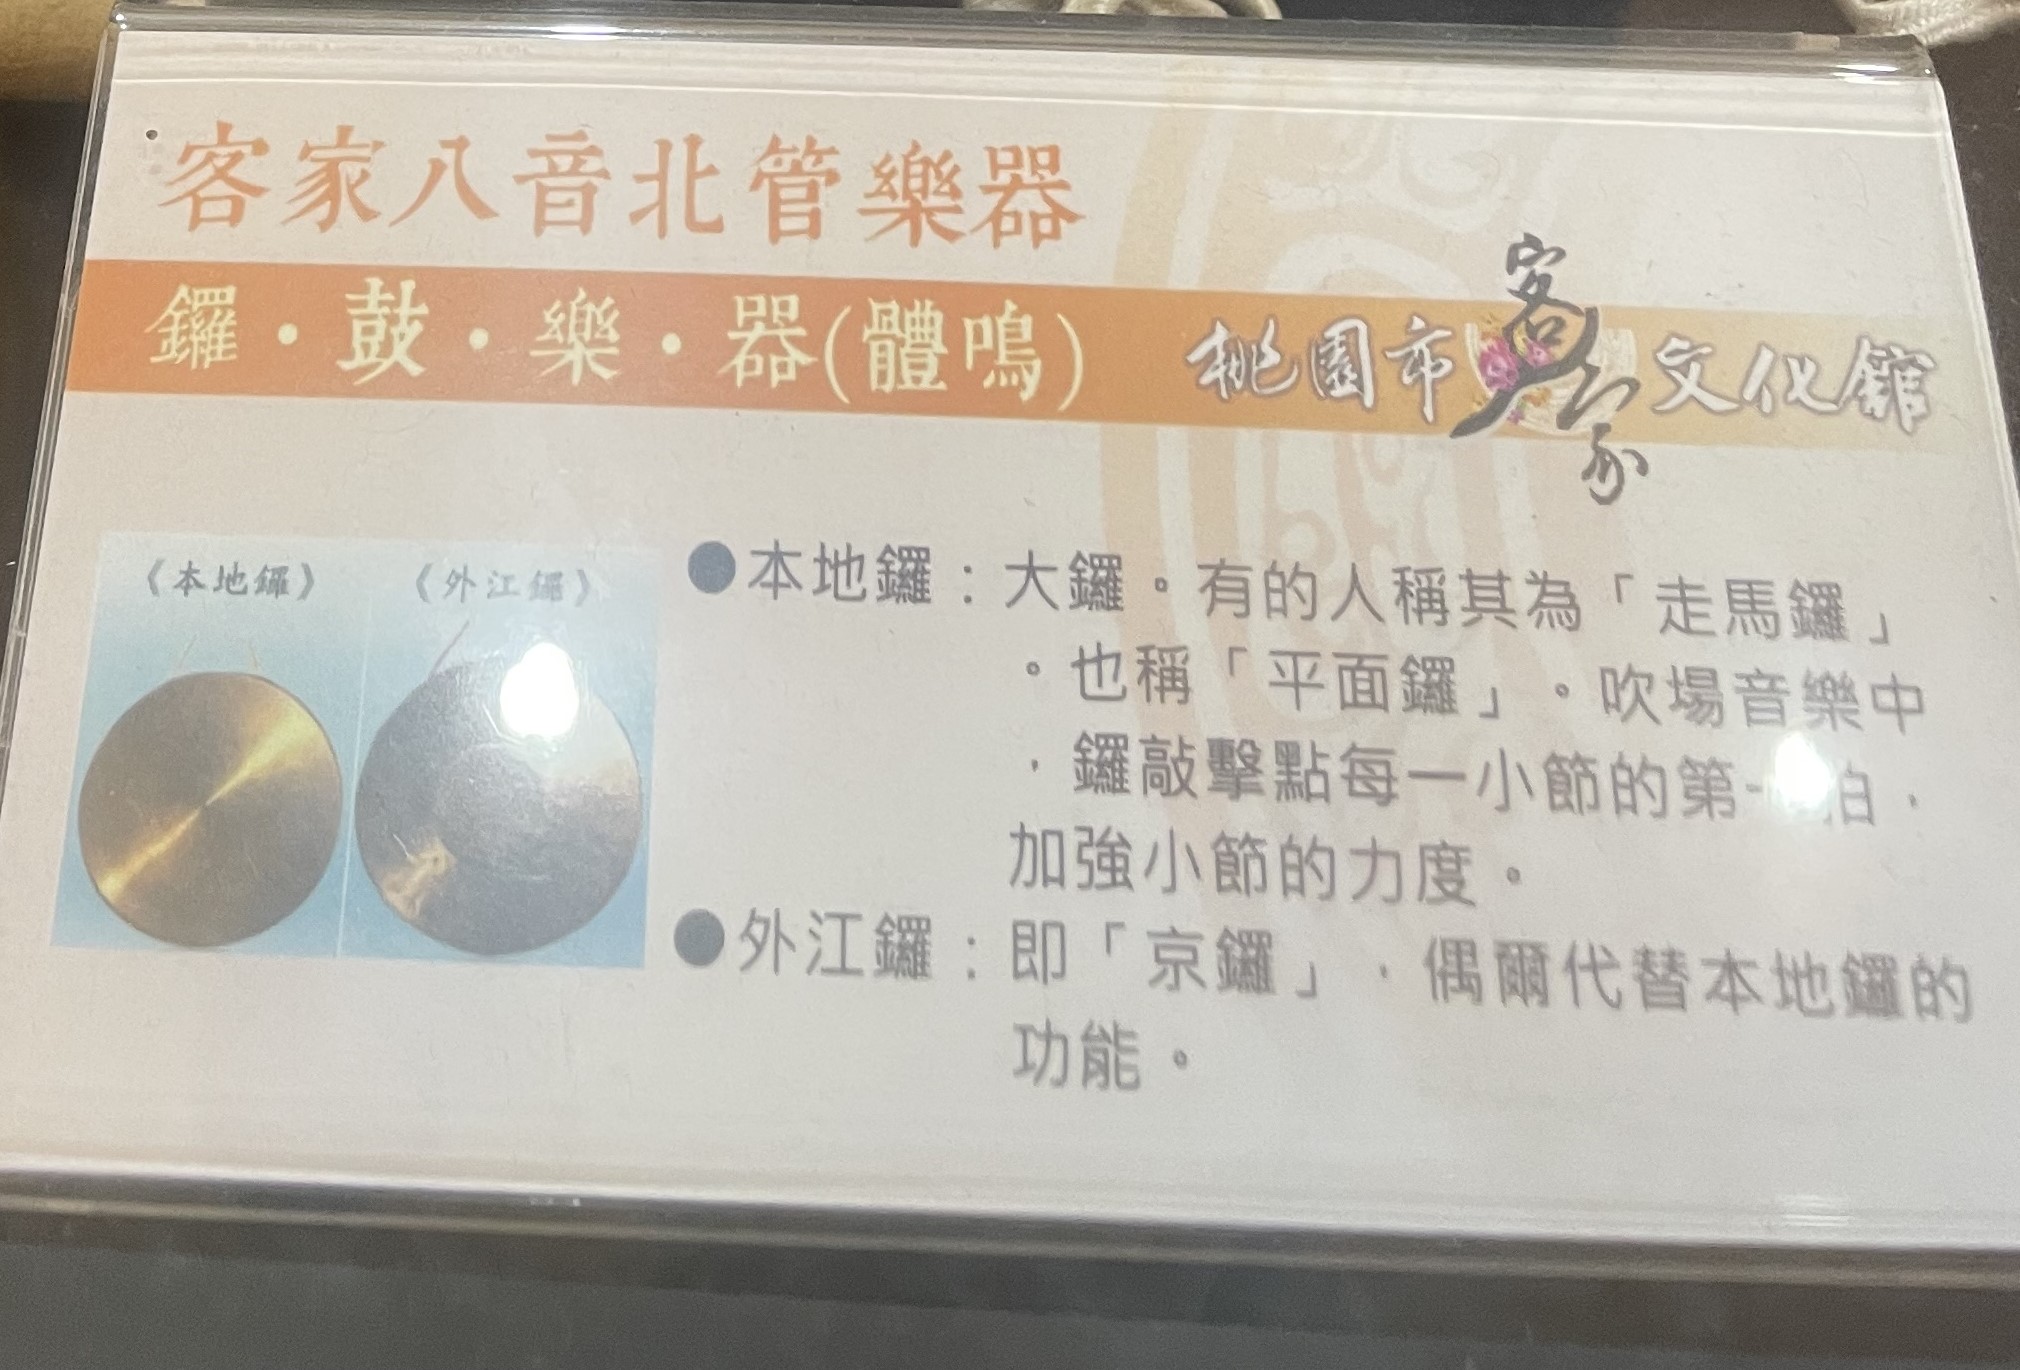 客家八音北管樂器
鑼・鼓・樂・器(體鳴)
桃園市客家文化館
《本地鑼》 《外江鑼》
●本地鑼：大鑼。有的人稱其為「走馬鑼」
。也稱「平面鑼」。吹場音樂中
，鑼敲擊點每一小節的第一拍，
加強小節的力度。
●外江鑼：即「京鑼」，偶爾代替本地鑼的
功能。